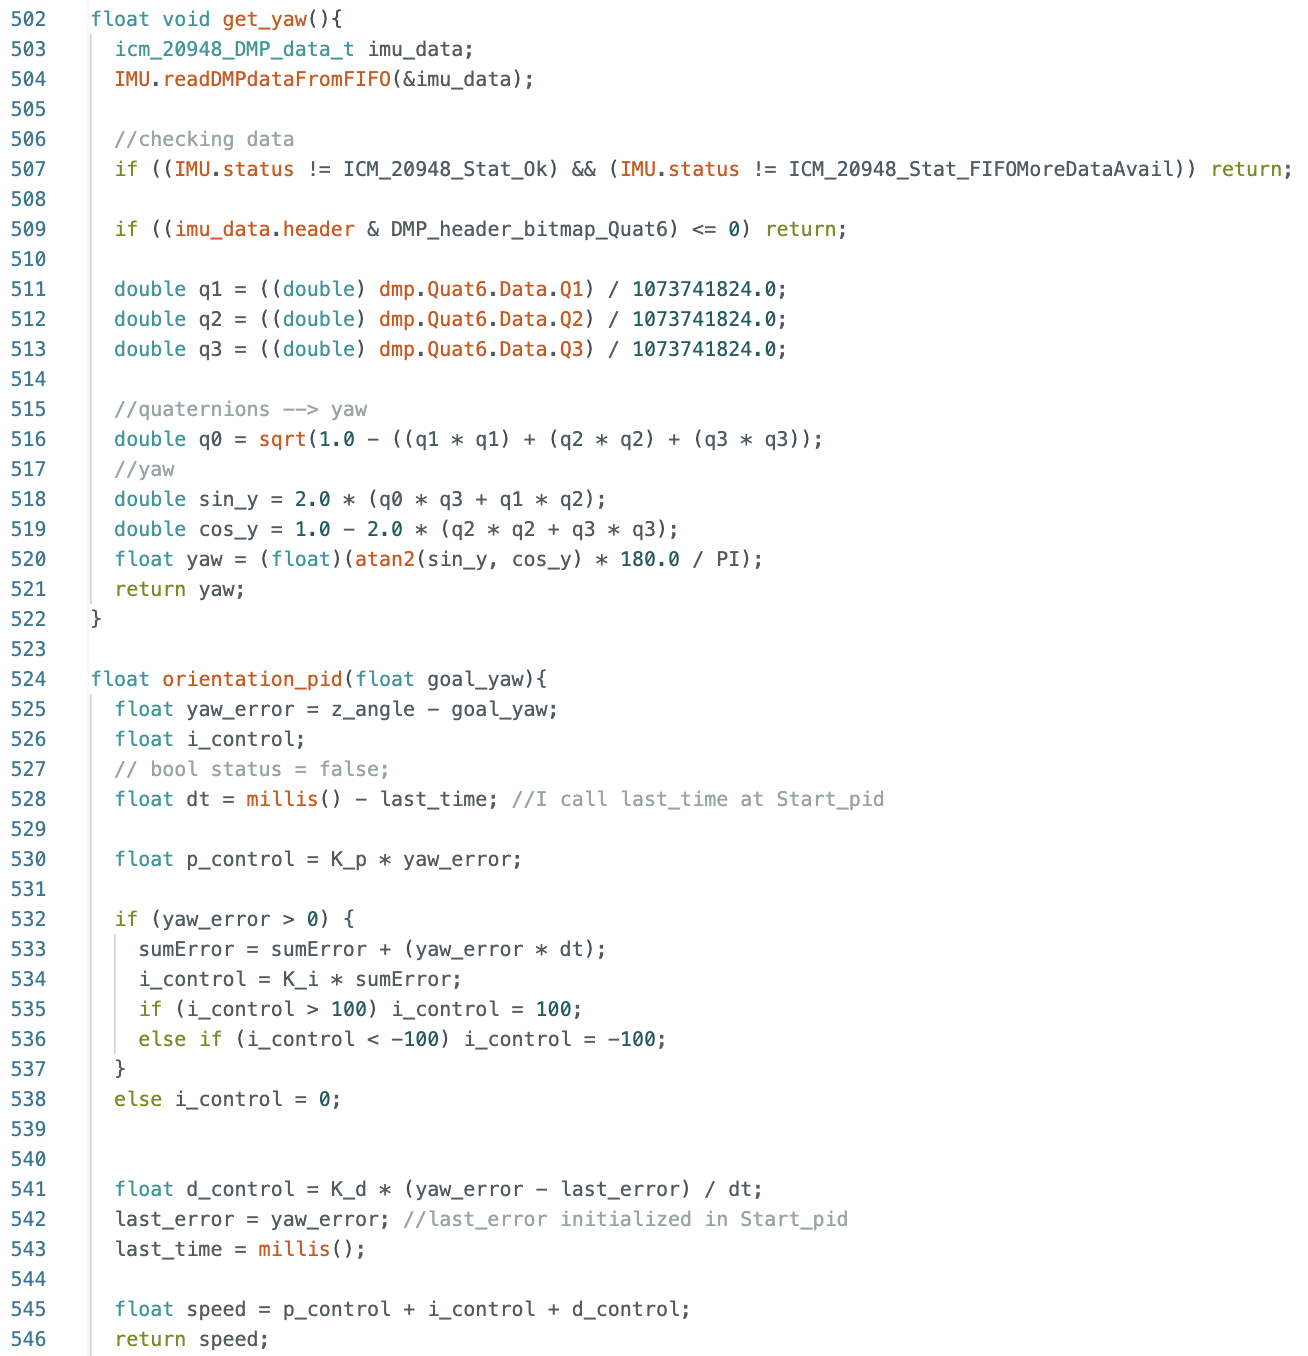 502 float void get_yaw(){
503   icm_20948_DMP_data_t imu_data;
504   IMU.readDMPdataFromFIFO(&imu_data);
505
506   //checking data
507   if ((IMU.status != ICM_20948_Stat_Ok) && (IMU.status != ICM_20948_Stat_FIFOMoreDataAvail)) return;
508
509   if ((imu_data.header & DMP_header_bitmap_Quat6) <= 0) return;
510
511   double q1 = ((double) dmp.Quat6.Data.Q1) / 1073741824.0;
512   double q2 = ((double) dmp.Quat6.Data.Q2) / 1073741824.0;
513   double q3 = ((double) dmp.Quat6.Data.Q3) / 1073741824.0;
514
515   //quaternions --> yaw
516   double q0 = sqrt(1.0 - ((q1 * q1) + (q2 * q2) + (q3 * q3));
517   //yaw
518   double sin_y = 2.0 * (q0 * q3 + q1 * q2);
519   double cos_y = 1.0 - 2.0 * (q2 * q2 + q3 * q3);
520   float yaw = (float)(atan2(sin_y, cos_y) * 180.0 / PI);
521   return yaw;
522 }
523
524 float orientation_pid(float goal_yaw){
525   float yaw_error = z_angle - goal_yaw;
526   float i_control;
527   // bool status = false;
528   float dt = millis() - last_time; //I call last_time at Start_pid
529
530   float p_control = K_p * yaw_error;
531
532   if (yaw_error > 0) {
533     sumError = sumError + (yaw_error * dt);
534     i_control = K_i * sumError;
535     if (i_control > 100) i_control = 100;
536     else if (i_control < -100) i_control = -100;
537   }
538   else i_control = 0;
539
540
541   float d_control = K_d * (yaw_error - last_error) / dt;
542   last_error = yaw_error; //last_error initialized in Start_pid
543   last_time = millis();
544
545   float speed = p_control + i_control + d_control;
546   return speed;